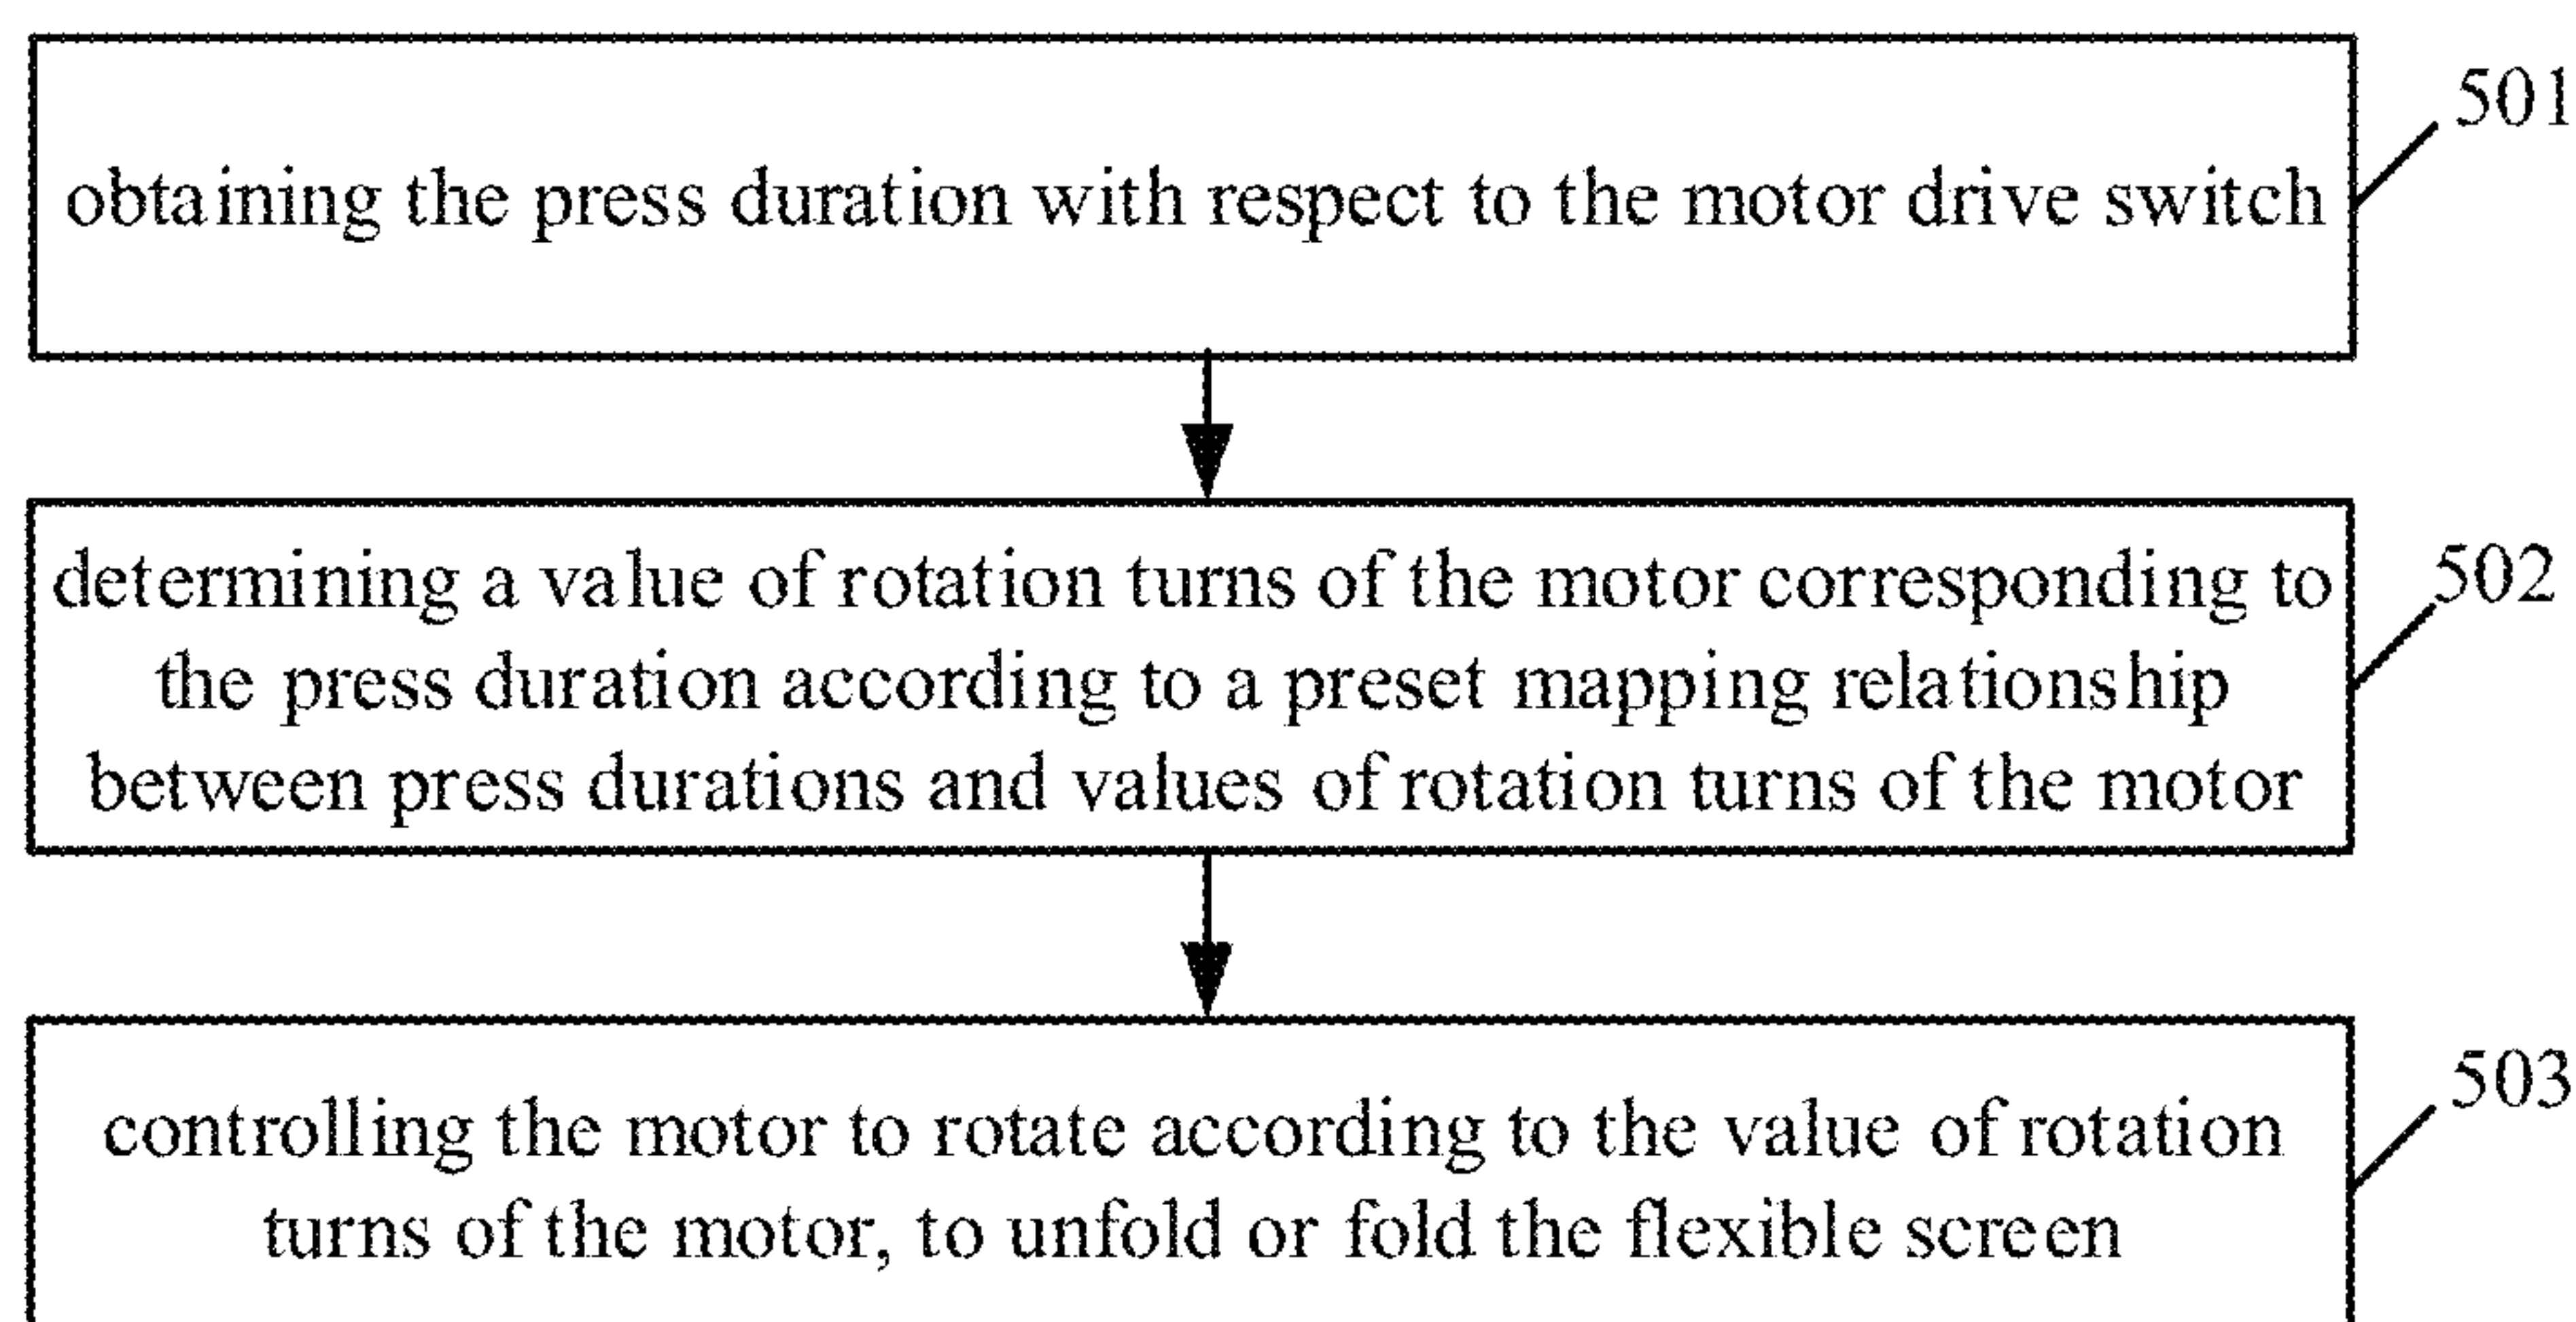 obtaining the press duration with respect to the motor drive switch
501
determining a value of rotation turns of the motor corresponding to
the press duration according to a preset mapping relationship
between press durations and values of rotation turns of the motor
502
controlling the motor to rotate according to the value of rotation
turns of the motor, to unfold or fold the flexible screen
503